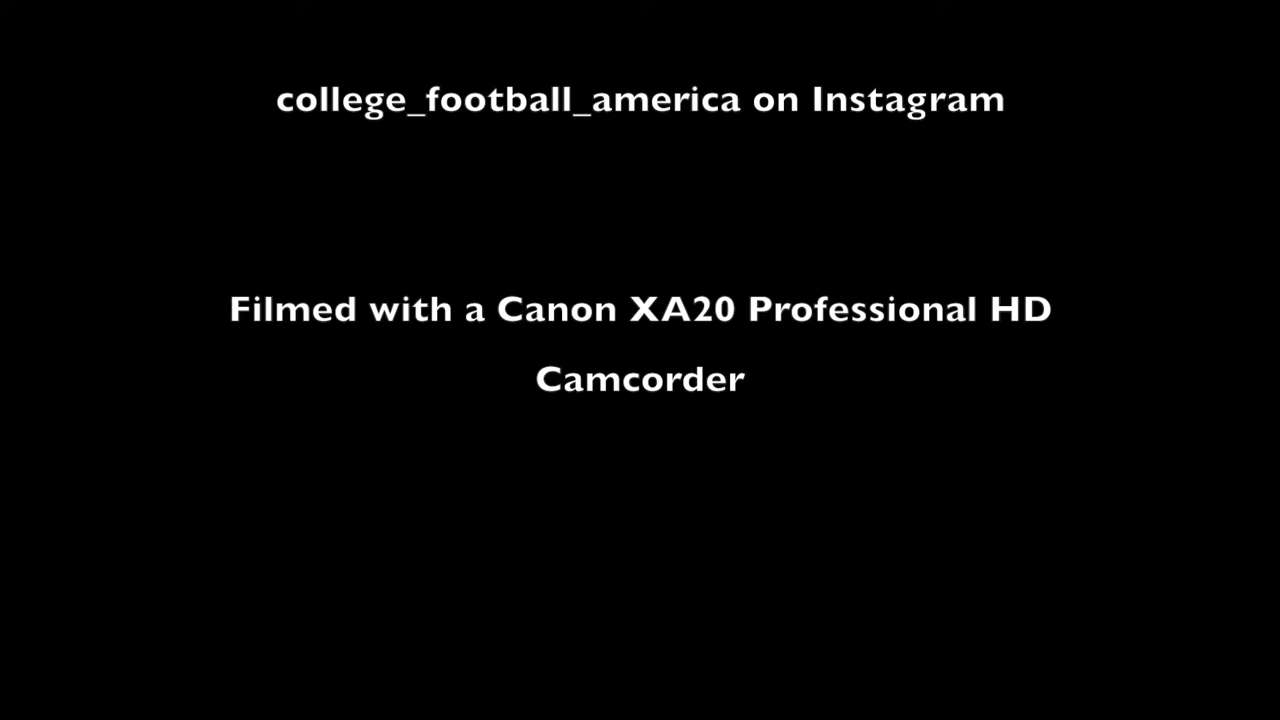 college_football_america on Instagram
Filmed with a Canon XA20 Professional HD
Camcorder